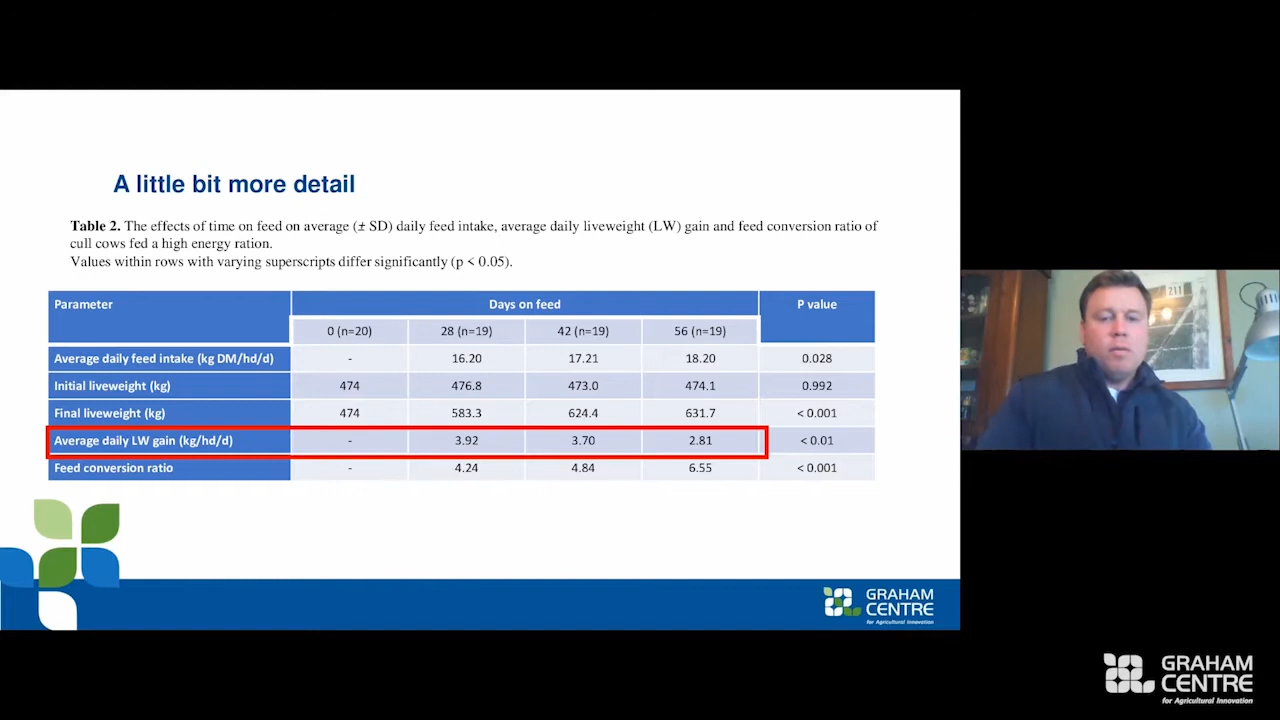 A little bit more detail
Table 2. The effects of time on feed on average (± SD) daily feed intake, average daily liveweight (LW) gain and feed conversion ratio of
cull cows fed a high energy ration.
Values within rows with varying superscripts differ significantly (p < 0.05).
Parameter Days on feed P value
0 (n=20) 28 (n=19) 42 (n=19) 56 (n=19)
Average daily feed intake (kg DM/hd/d) - 16.20 17.21 18.20 0.028
Initial liveweight (kg) 474 476.8 473.0 474.1 0.992
Final liveweight (kg) 474 583.3 624.4 631.7 < 0.001
Average daily LW gain (kg/hd/d) - 3.92 3.70 2.81 < 0.01
Feed conversion ratio - 4.24 4.84 6.55 < 0.001
GRAHAM
CENTRE
for Agricultural Innovation
211
GRAHAM
CENTRE
for Agricultural Innovation